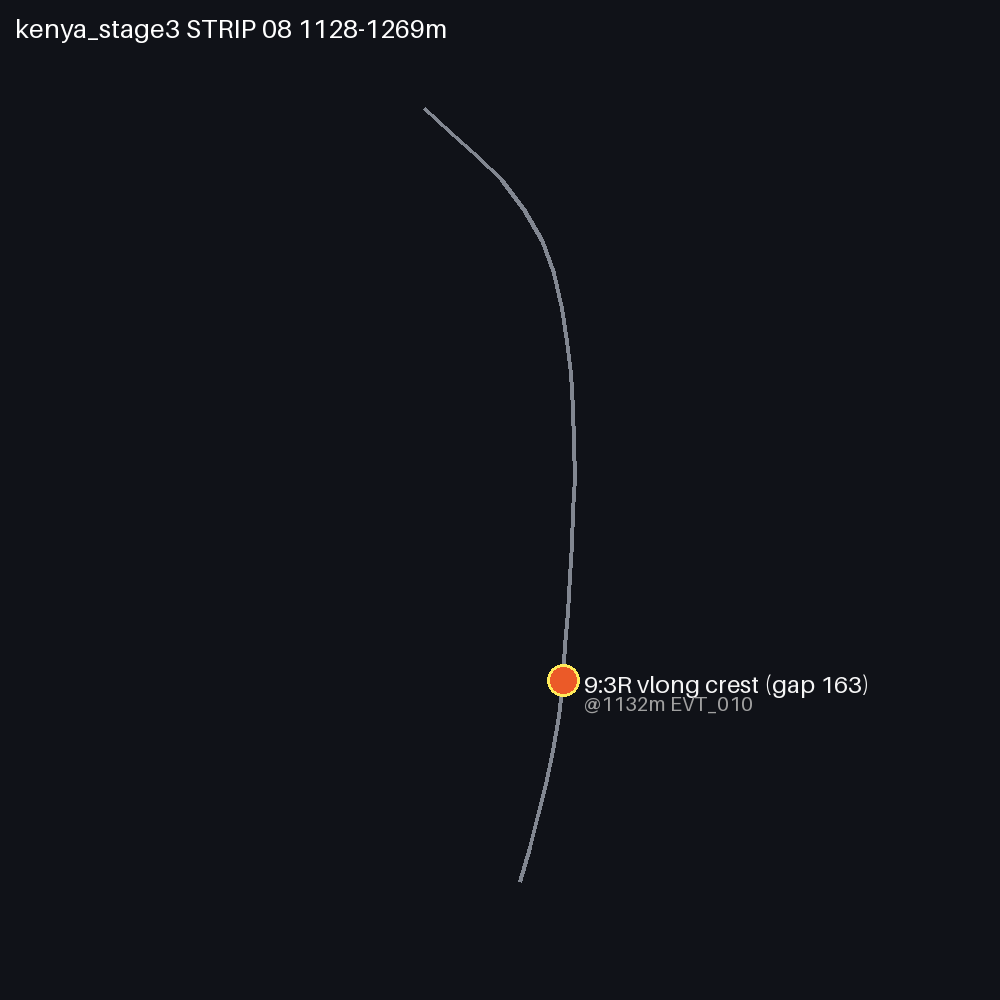 kenya_stage3 STRIP 08 1128-1269m
9:3R vlong crest (gap 163)
@1132m EVT_010